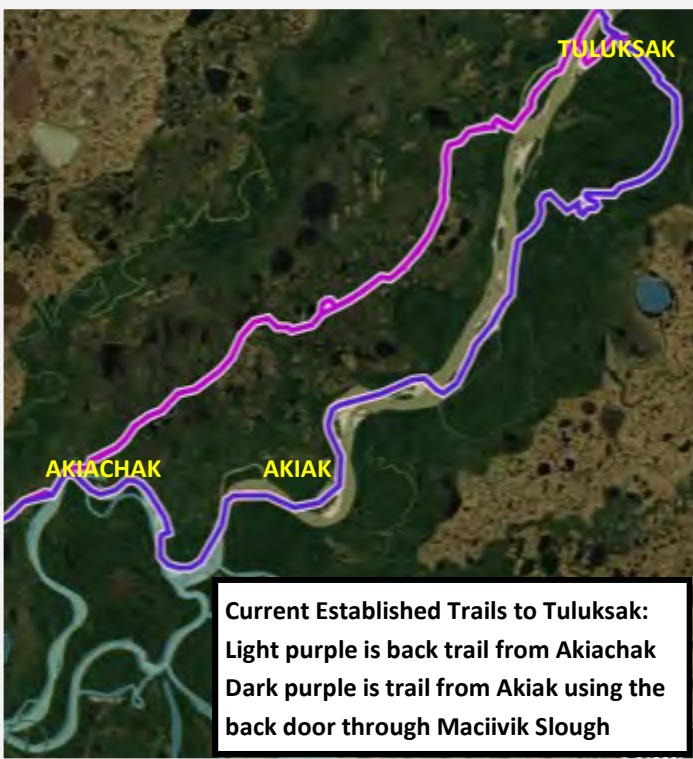 TULUKSAK
AKIACHAK
AKIAK
Current Established Trails to Tuluksak:
Light purple is back trail from Akiachak
Dark purple is trail from Akiak using the
back door through Maciivik Slough